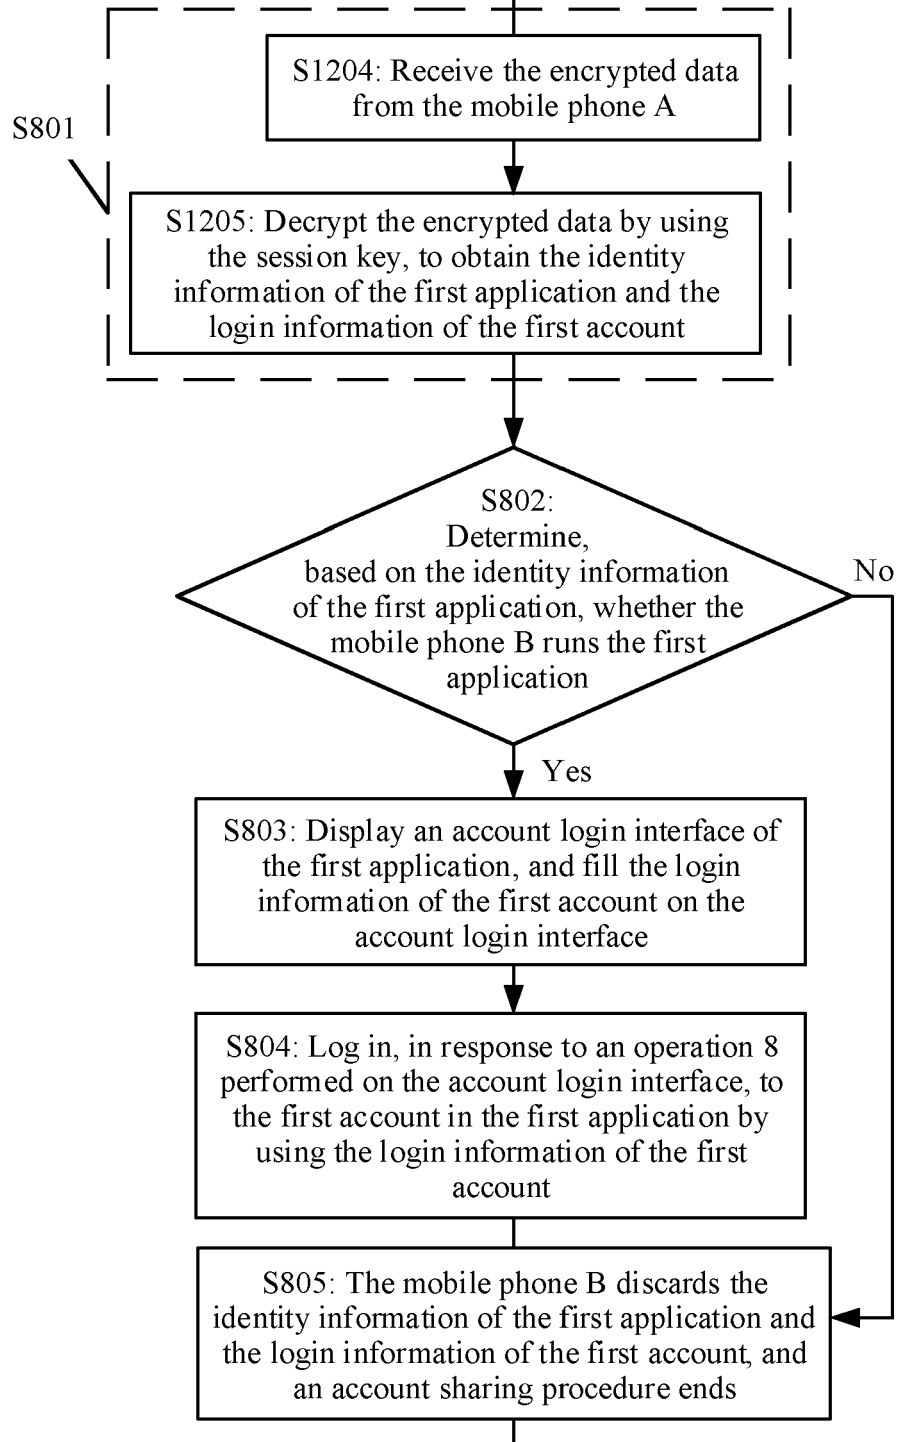 S1204: Receive the encrypted data
from the mobile phone A
S801
S1205: Decrypt the encrypted data by using
the session key, to obtain the identity
information of the first application and the
login information of the first account
S802:
Determine,
based on the identity information
of the first application, whether the
mobile phone B runs the first
application
No
Yes
S803: Display an account login interface of
the first application, and fill the login
information of the first account on the
account login interface
S804: Log in, in response to an operation 8
performed on the account login interface, to
the first account in the first application by
using the login information of the first
account
S805: The mobile phone B discards the
identity information of the first application and
the login information of the first account, and
an account sharing procedure ends